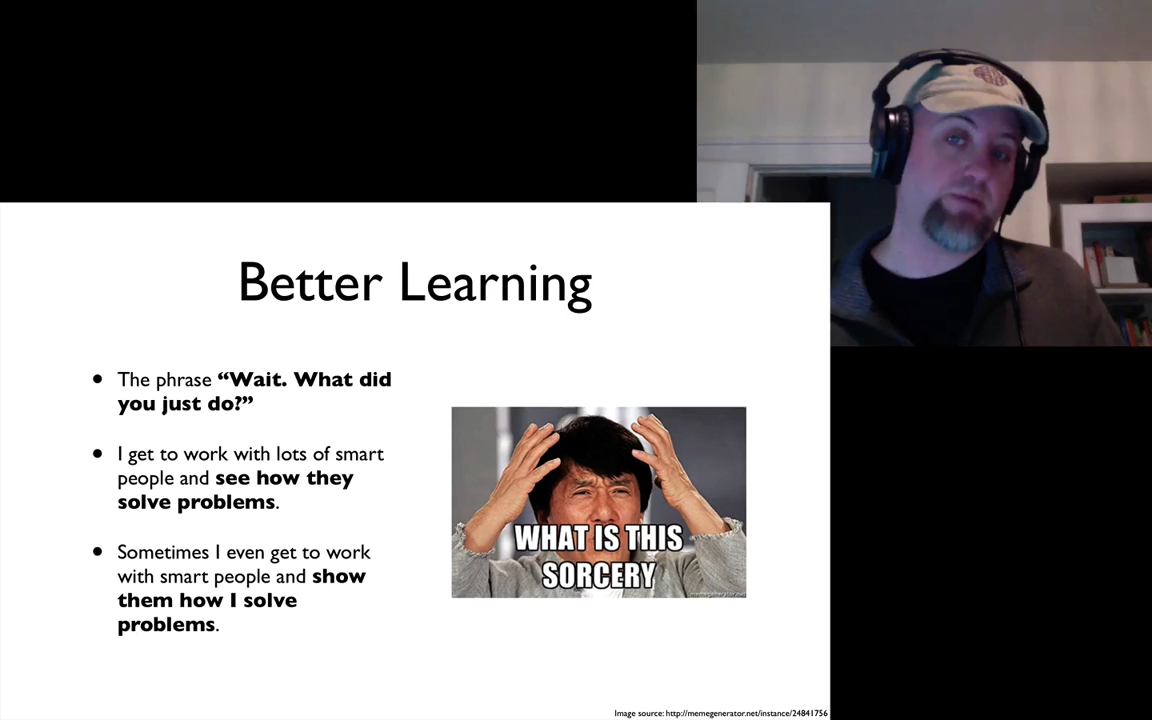 Better Learning
• The phrase “Wait. What did
you just do?”
• I get to work with lots of smart
people and see how they
solve problems.
• Sometimes I even get to work
with smart people and show
them how I solve
problems.
WHAT IS THIS
SORCERY
memegenerator.net
Image source: http://memegenerator.net/instance/24841756